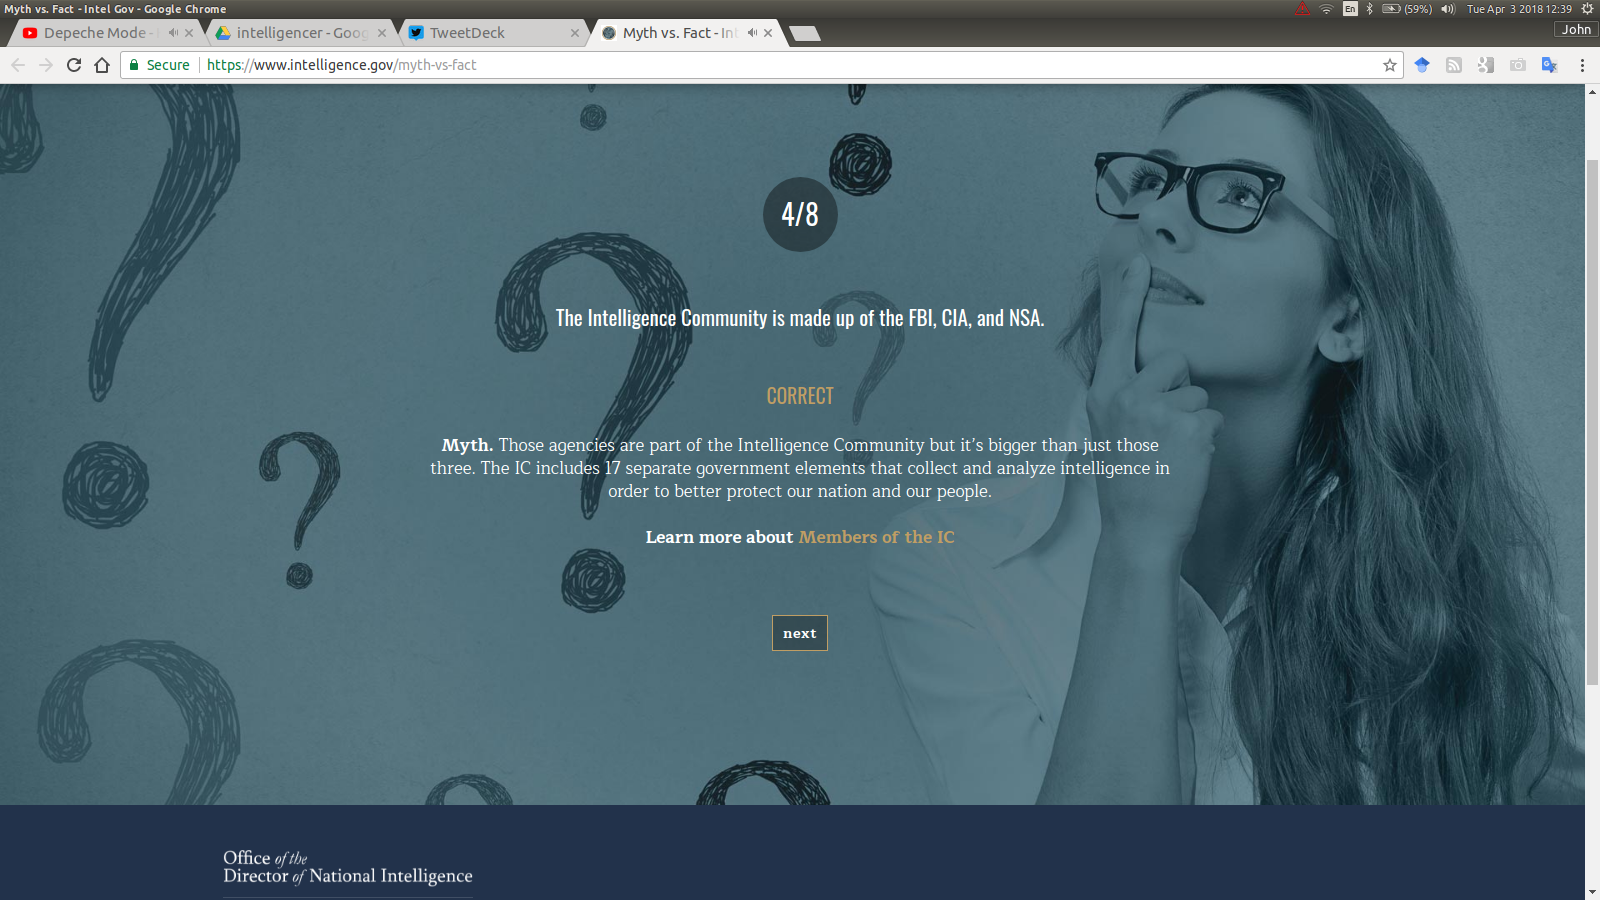 Myth vs. Fact - Intel Gov - Google Chrome
En
(59%)
Tue Apr 3 2018 12:39
Depeche Mode -
intelligencer - Goog
TweetDeck
Myth vs. Fact - Int
John
Secure
https://www.intelligence.gov/myth-vs-fact
4/8
The Intelligence Community is made up of the FBI, CIA, and NSA.
CORRECT
Myth. Those agencies are part of the Intelligence Community but it's bigger than just those
three. The IC includes 17 separate government elements that collect and analyze intelligence in
order to better protect our nation and our people.
Learn more about Members of the IC
next
Office of the
Director of National Intelligence